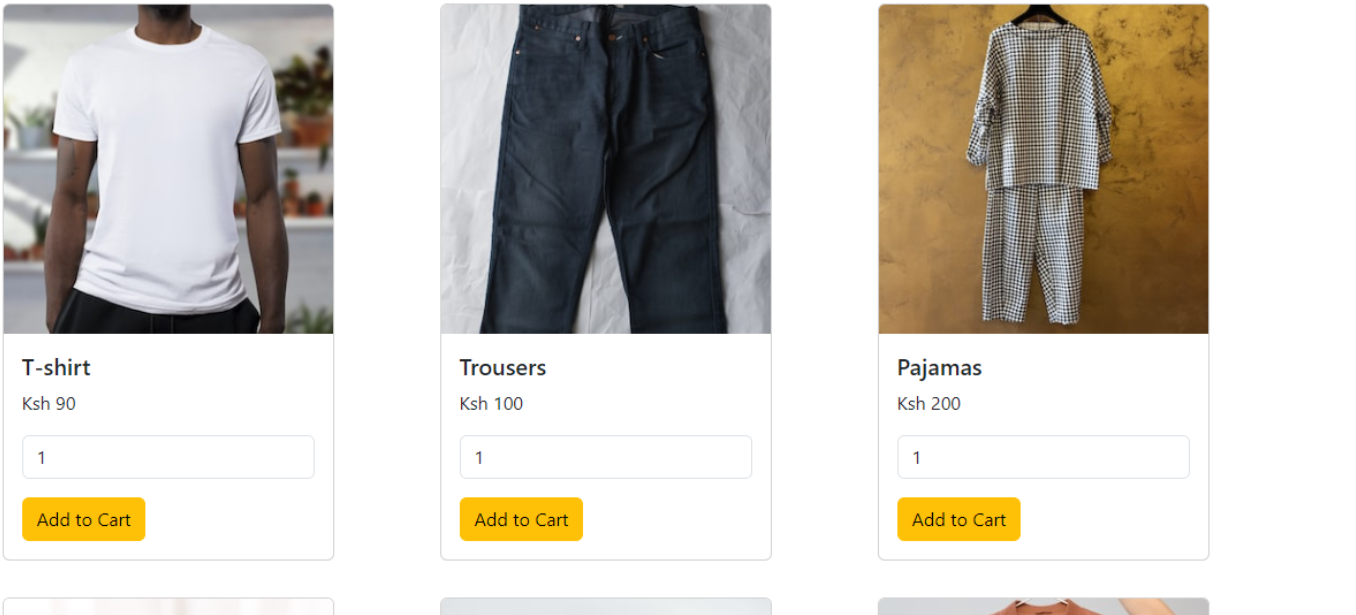 T-shirt
Ksh 90
1
Add to Cart
Trousers
Ksh 100
1
Add to Cart
Pajamas
Ksh 200
1
Add to Cart